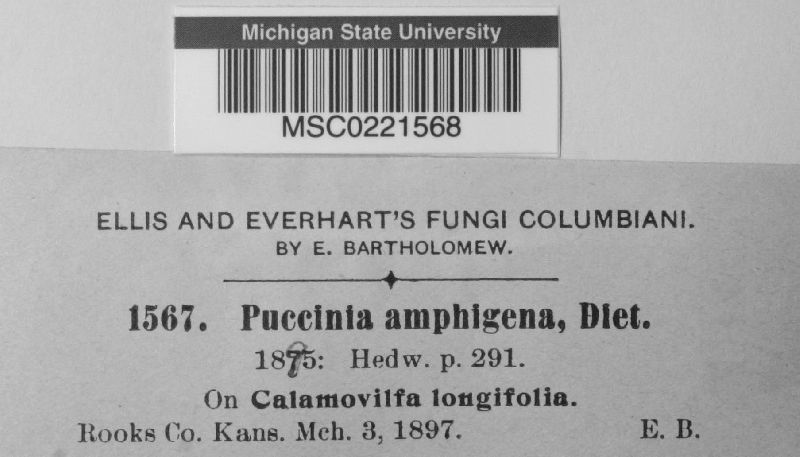 Michigan State University
MSC0221568
ELLIS AND EVERHART'S FUNGI COLUMBIANI.
BY E. BARTHOLOMEW.
1567. Puccinia amphigena, Diet.
1895: Hedw. p. 291.
On Calamovilfa longifolia.
Rooks Co. Kans. Mch. 3, 1897. E. B.